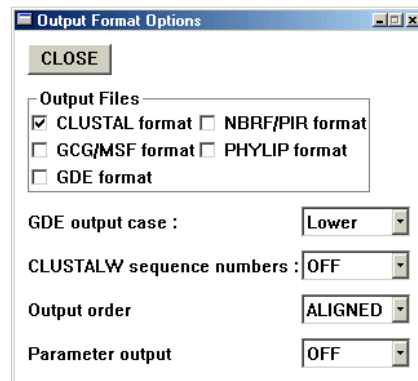 Output Format Options
CLOSE
Output Files
CLUSTAL format NBRF/PIR format
GCG/MSF format PHYLIP format
GDE format
GDE output case : Lower
CLUSTALW sequence numbers : OFF
Output order ALIGNED
Parameter output OFF